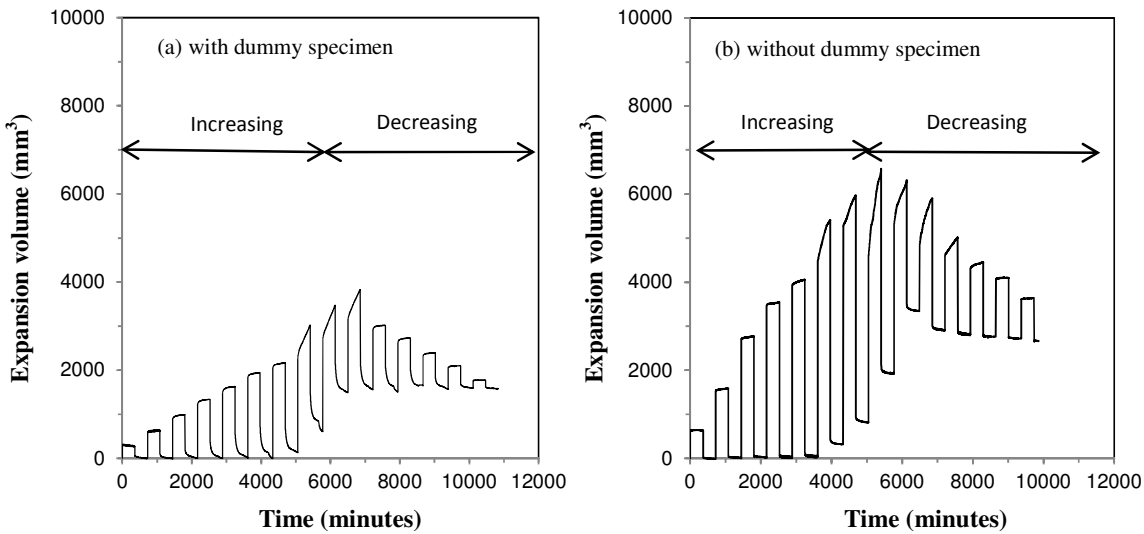 (a) with dummy specimen
Increasing
Decreasing
Expansion volume (mm³)
10000
8000
6000
4000
2000
0
0 2000 4000 6000 8000 10000 12000
Time (minutes)
(b) without dummy specimen
Increasing
Decreasing
Expansion volume (mm³)
10000
8000
6000
4000
2000
0
0 2000 4000 6000 8000 10000 12000
Time (minutes)